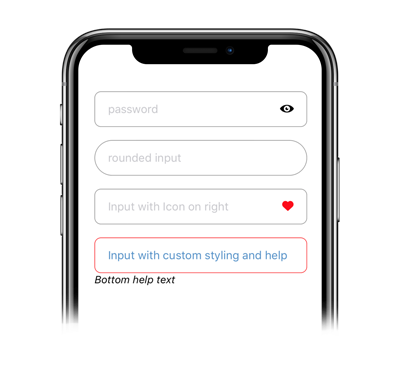 password
rounded input
Input with Icon on right
Input with custom styling and help
Bottom help text